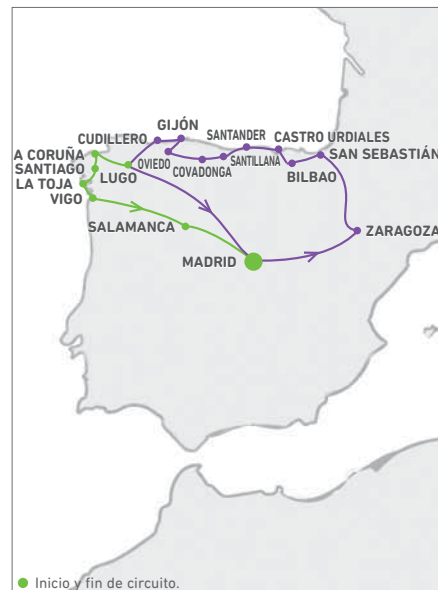 GIJÓN
CUDILLERO
SANTANDER
CASTRO URDIALES
A CORUÑA
OVIEDO
SANTILLANA
SAN SEBASTIÁN
SANTIAGO
LUGO
COVADONGA
BILBAO
LA TOJA
VIGO
SALAMANCA
ZARAGOZA
MADRID
Inicio y fin de circuito.